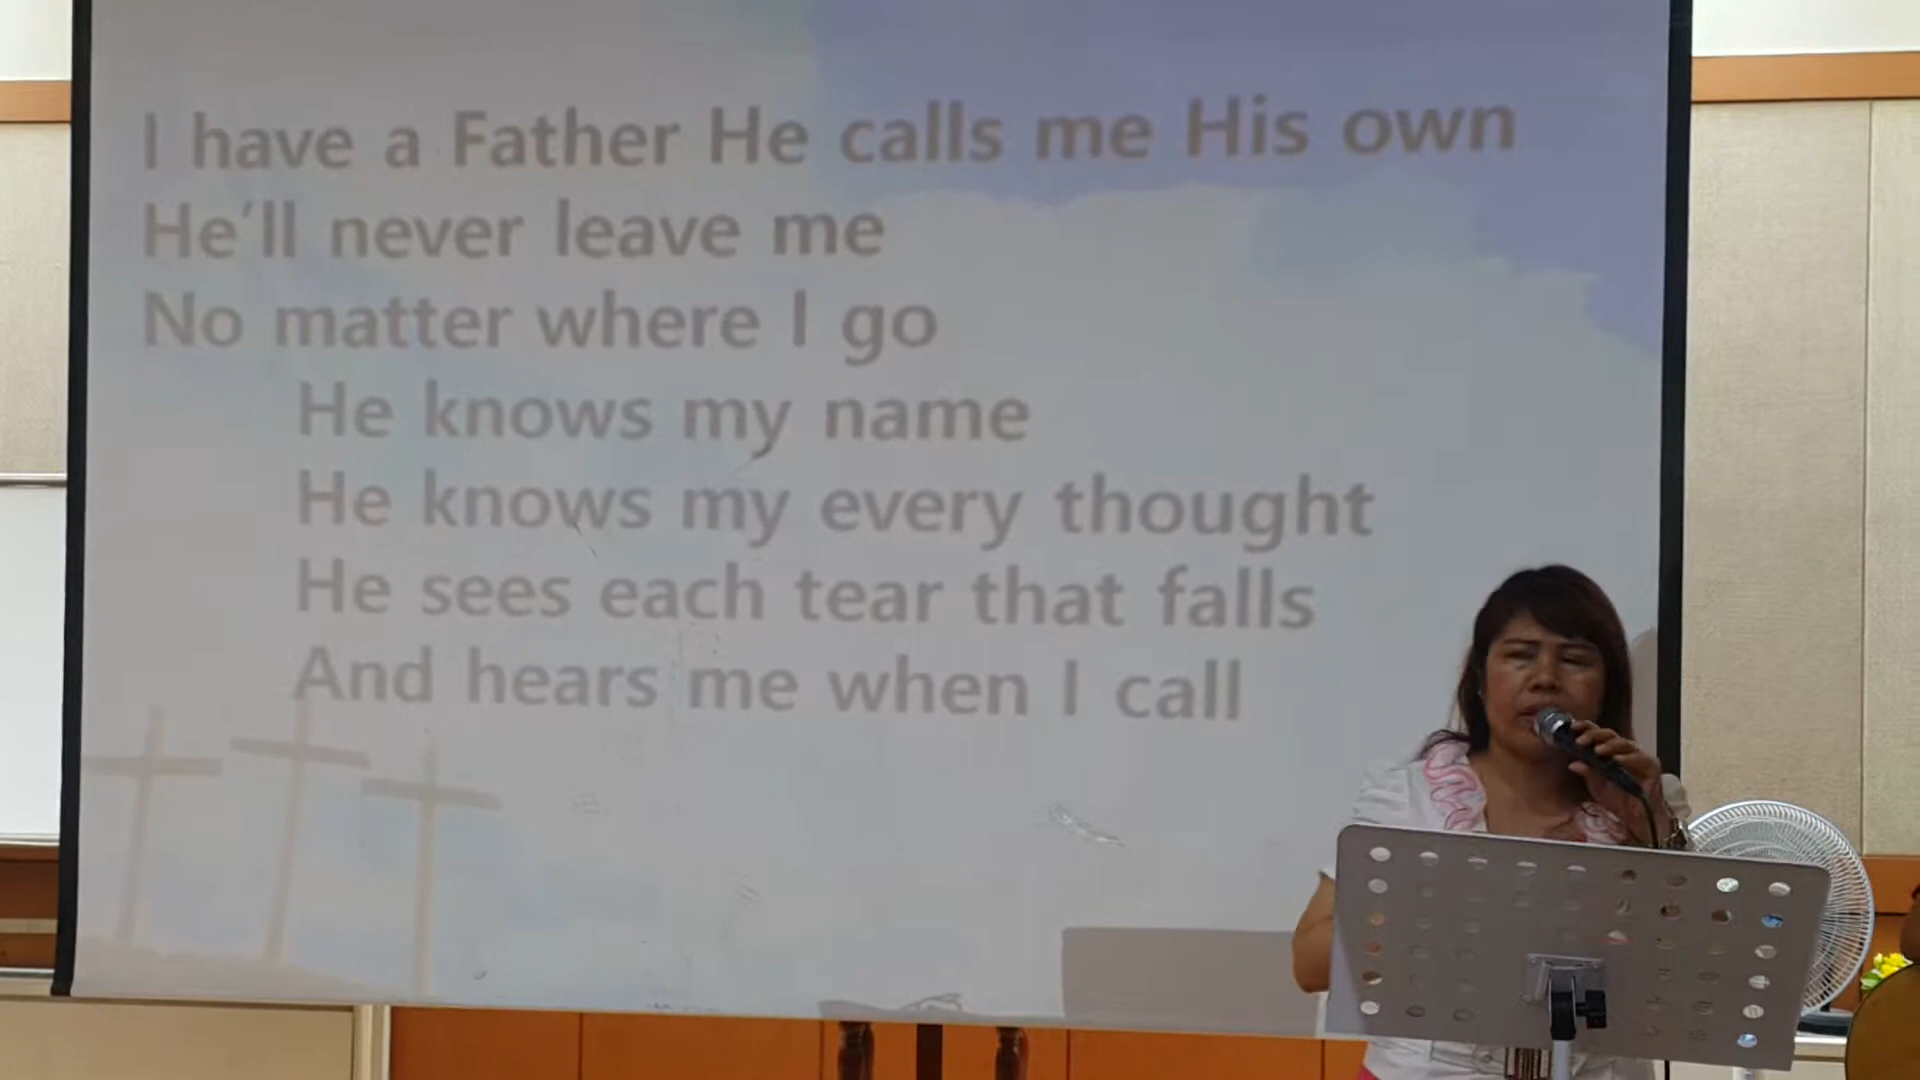 I have a Father He calls me His own
He'll never leave me
No matter where I go
He knows my name
He knows my every thought
He sees each tear that falls
And hears me when I call